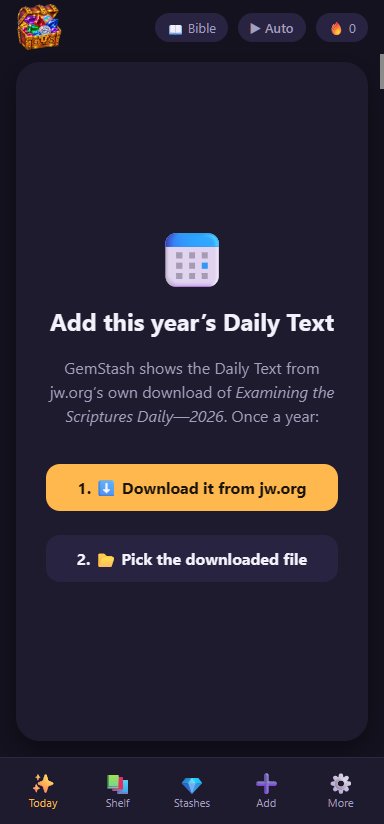 Bible
Auto
0
Add this year’s Daily Text
GemStash shows the Daily Text from
jw.org’s own download of Examining the
Scriptures Daily—2026. Once a year:
1. Download it from jw.org
2. Pick the downloaded file
Today
Shelf
Stashes
Add
More